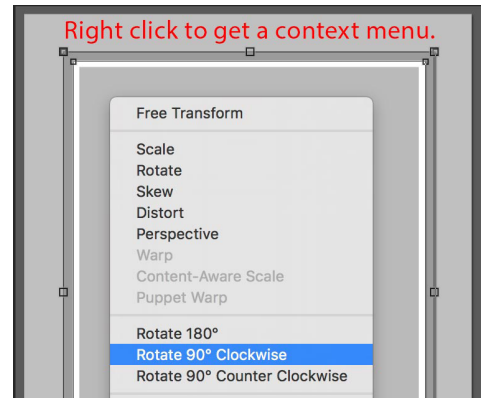 Right click to get a context menu.
Free Transform
Scale
Rotate
Skew
Distort
Perspective
Warp
Content-Aware Scale
Puppet Warp
Rotate 180°
Rotate 90° Clockwise
Rotate 90° Counter Clockwise